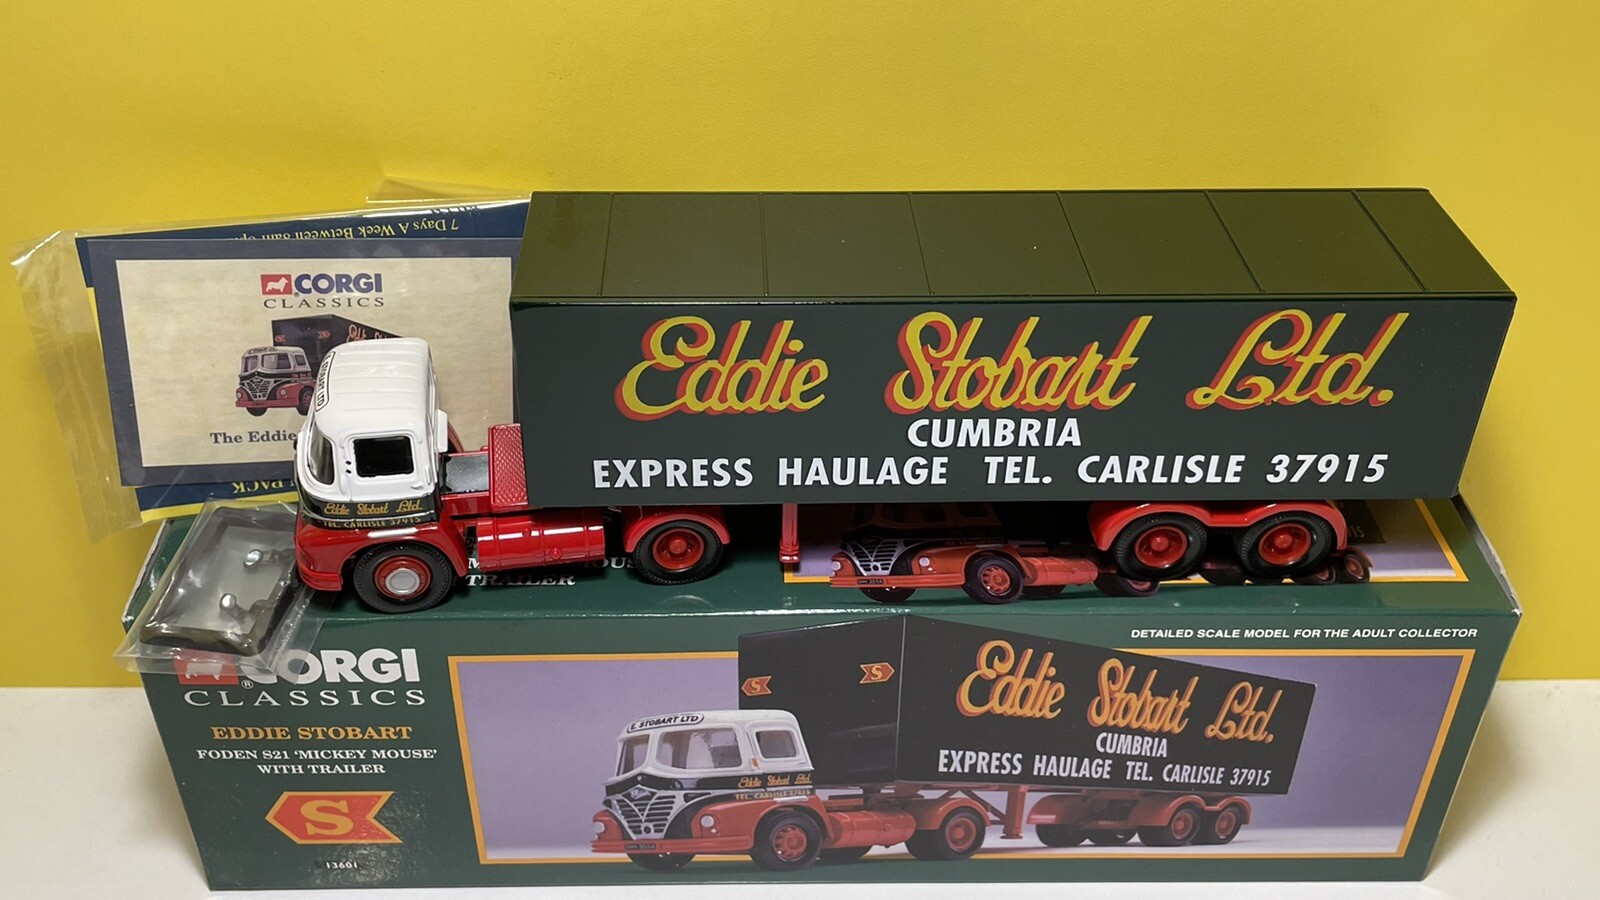 7 Days A Week Between 8am
CORGI
CLASSICS
The Eddie
PACK
STOBART LTD
Eddie Stobart Ltd.
TEL. CARLISLE 37915
Eddie Stobart Ltd.
CUMBRIA
EXPRESS HAULAGE TEL. CARLISLE 37915
TRAILER
DETAILED SCALE MODEL FOR THE ADULT COLLECTOR
CORGI
®
CLASSICS
EDDIE STOBART
FODEN S21 'MICKEY MOUSE'
WITH TRAILER
S
13601
S S
E. STOBART LTD
Eddie Stobart Ltd.
TEL. CARLISLE 37915
Eddie Stobart Ltd.
CUMBRIA
EXPRESS HAULAGE TEL. CARLISLE 37915